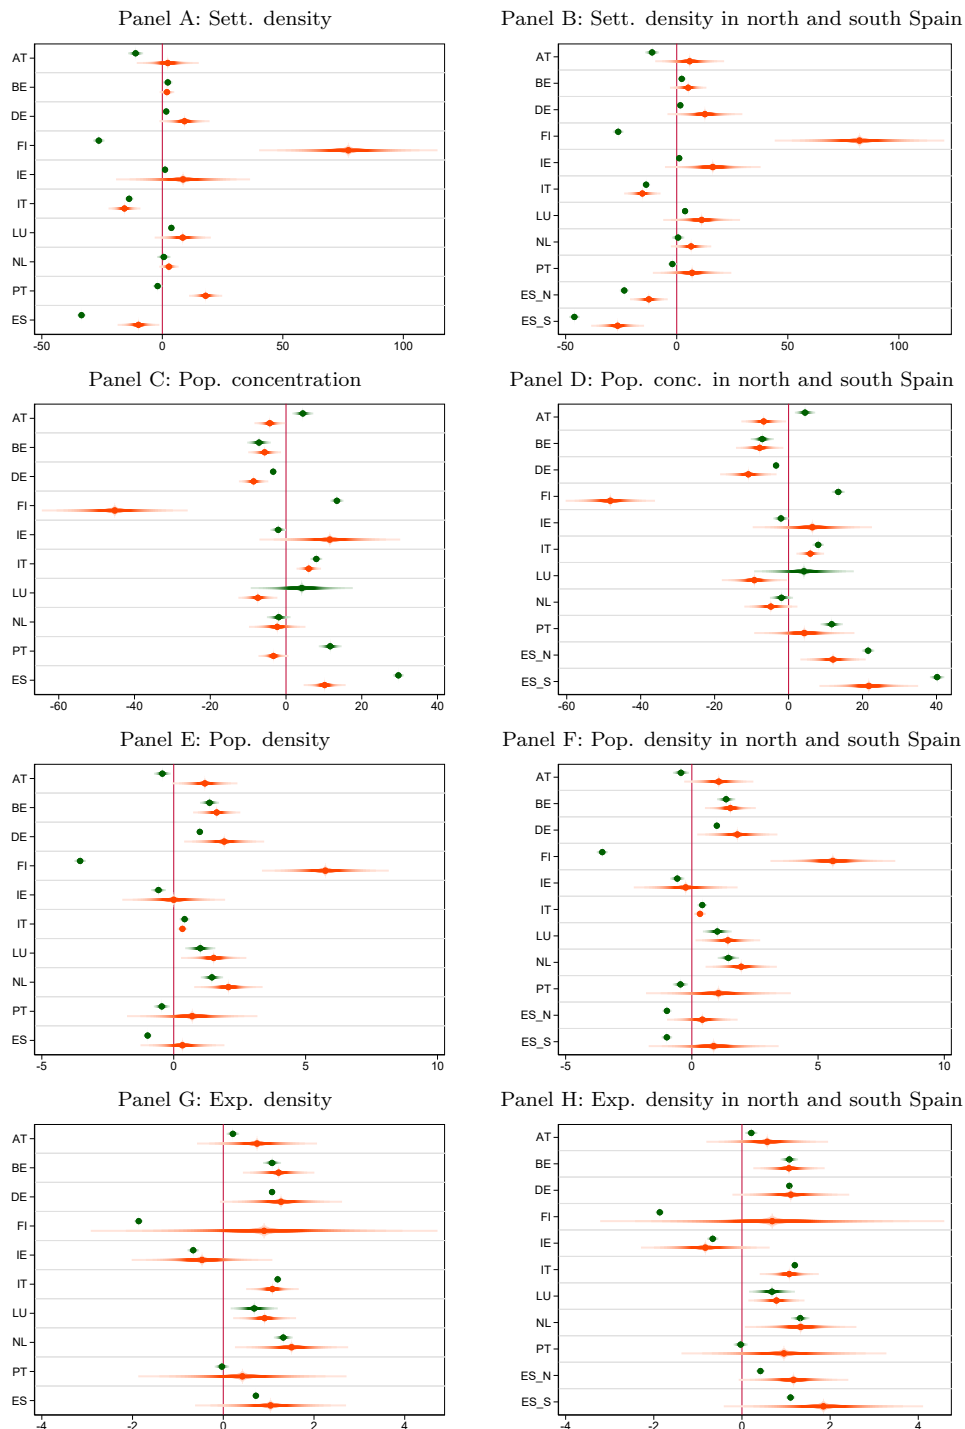 Panel A: Sett. density
AT
BE
DE
FI
IE
IT
LU
NL
PT
ES
-50 0 50 100
Panel B: Sett. density in north and south Spain
AT
BE
DE
FI
IE
IT
LU
NL
PT
ES_N
ES_S
-50 0 50 100
Panel C: Pop. concentration
AT
BE
DE
FI
IE
IT
LU
NL
PT
ES
-60 -40 -20 0 20 40
Panel D: Pop. conc. in north and south Spain
AT
BE
DE
FI
IE
IT
LU
NL
PT
ES_N
ES_S
-60 -40 -20 0 20 40
Panel E: Pop. density
AT
BE
DE
FI
IE
IT
LU
NL
PT
ES
-5 0 5 10
Panel F: Pop. density in north and south Spain
AT
BE
DE
FI
IE
IT
LU
NL
PT
ES_N
ES_S
-5 0 5 10
Panel G: Exp. density
AT
BE
DE
FI
IE
IT
LU
NL
PT
ES
-4 -2 0 2 4
Panel H: Exp. density in north and south Spain
AT
BE
DE
FI
IE
IT
LU
NL
PT
ES_N
ES_S
-4 -2 0 2 4